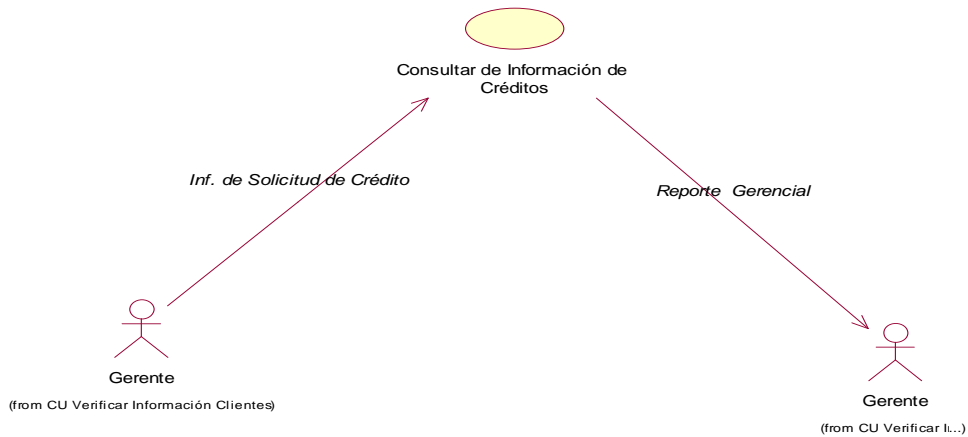 Consultar de Información de
Créditos
Inf. de Solicitud de Crédito
Reporte Gerencial
Gerente
(from CU Verificar Información Clientes)
Gerente
(from CU Verificar I...)